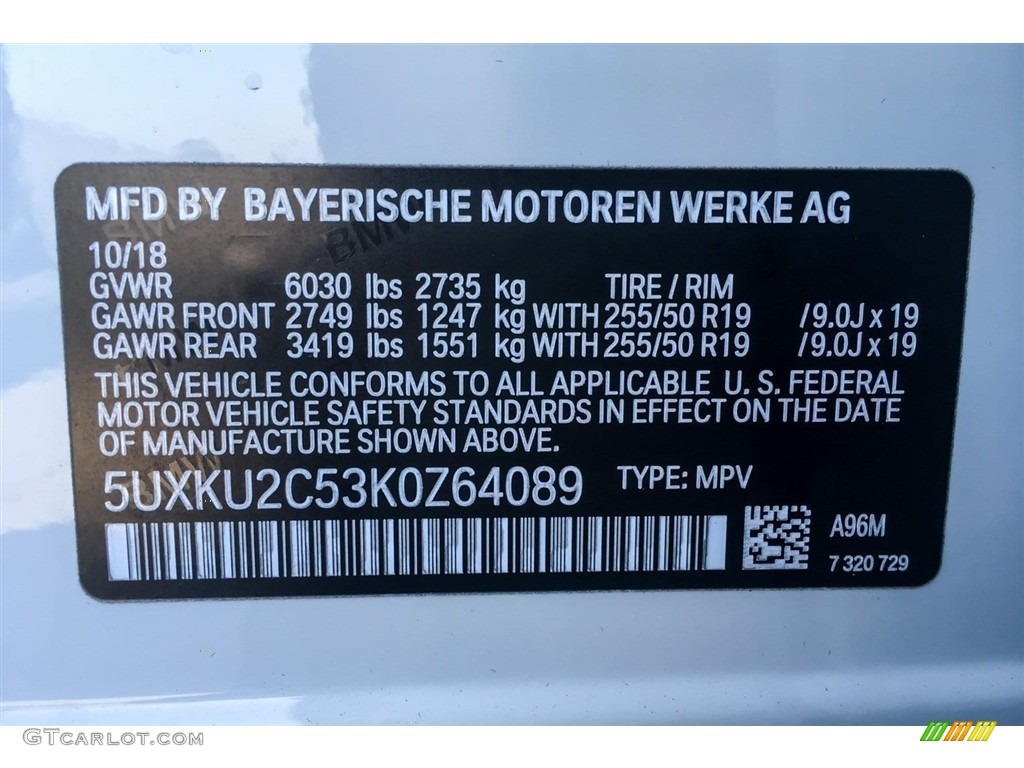 MFD BY BAYERISCHE MOTOREN WERKE AG
10/18
GVWR 6030 lbs 2735 kg TIRE / RIM
GAWR FRONT 2749 lbs 1247 kg WITH 255/50 R19 /9.0J x 19
GAWR REAR 3419 lbs 1551 kg WITH 255/50 R19 /9.0J x 19
THIS VEHICLE CONFORMS TO ALL APPLICABLE U. S. FEDERAL
MOTOR VEHICLE SAFETY STANDARDS IN EFFECT ON THE DATE
OF MANUFACTURE SHOWN ABOVE.
5UXKU2C53K0Z64089 TYPE: MPV
A96M
7 320 729
GTCarLot.com